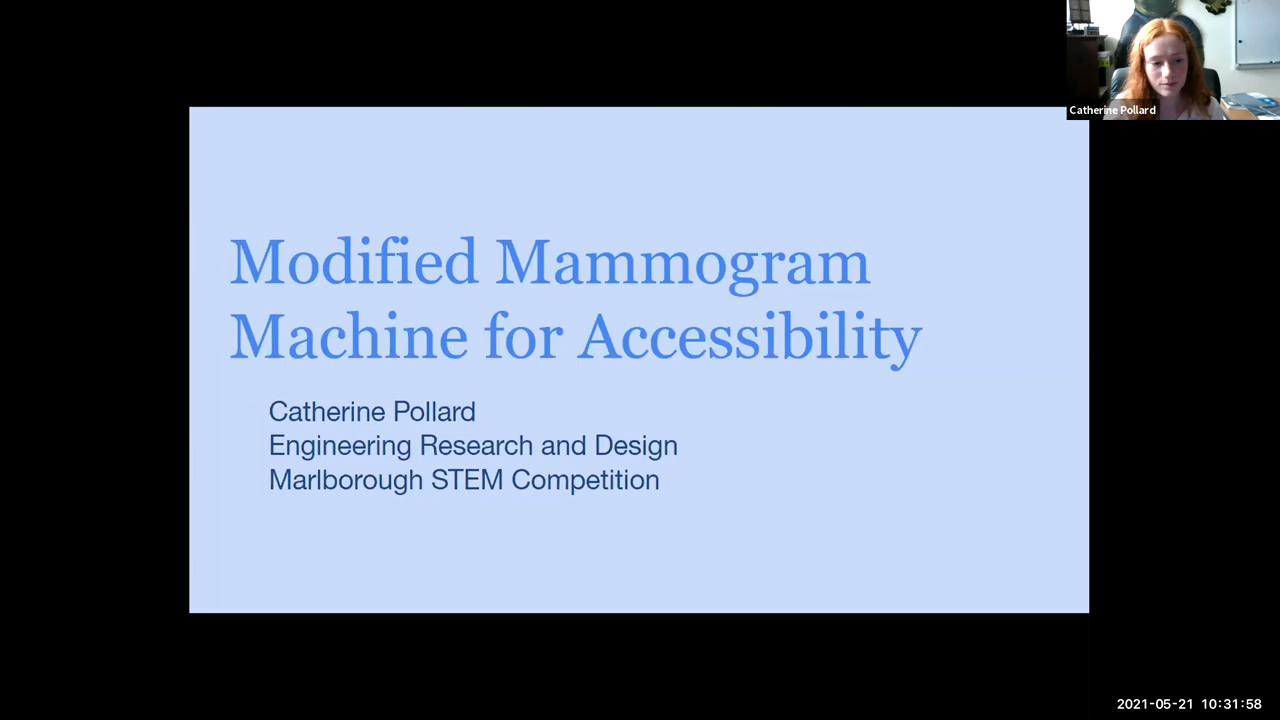 Catherine Pollard
Modified Mammogram
Machine for Accessibility
Catherine Pollard
Engineering Research and Design
Marlborough STEM Competition
2021-05-21 10:31:58